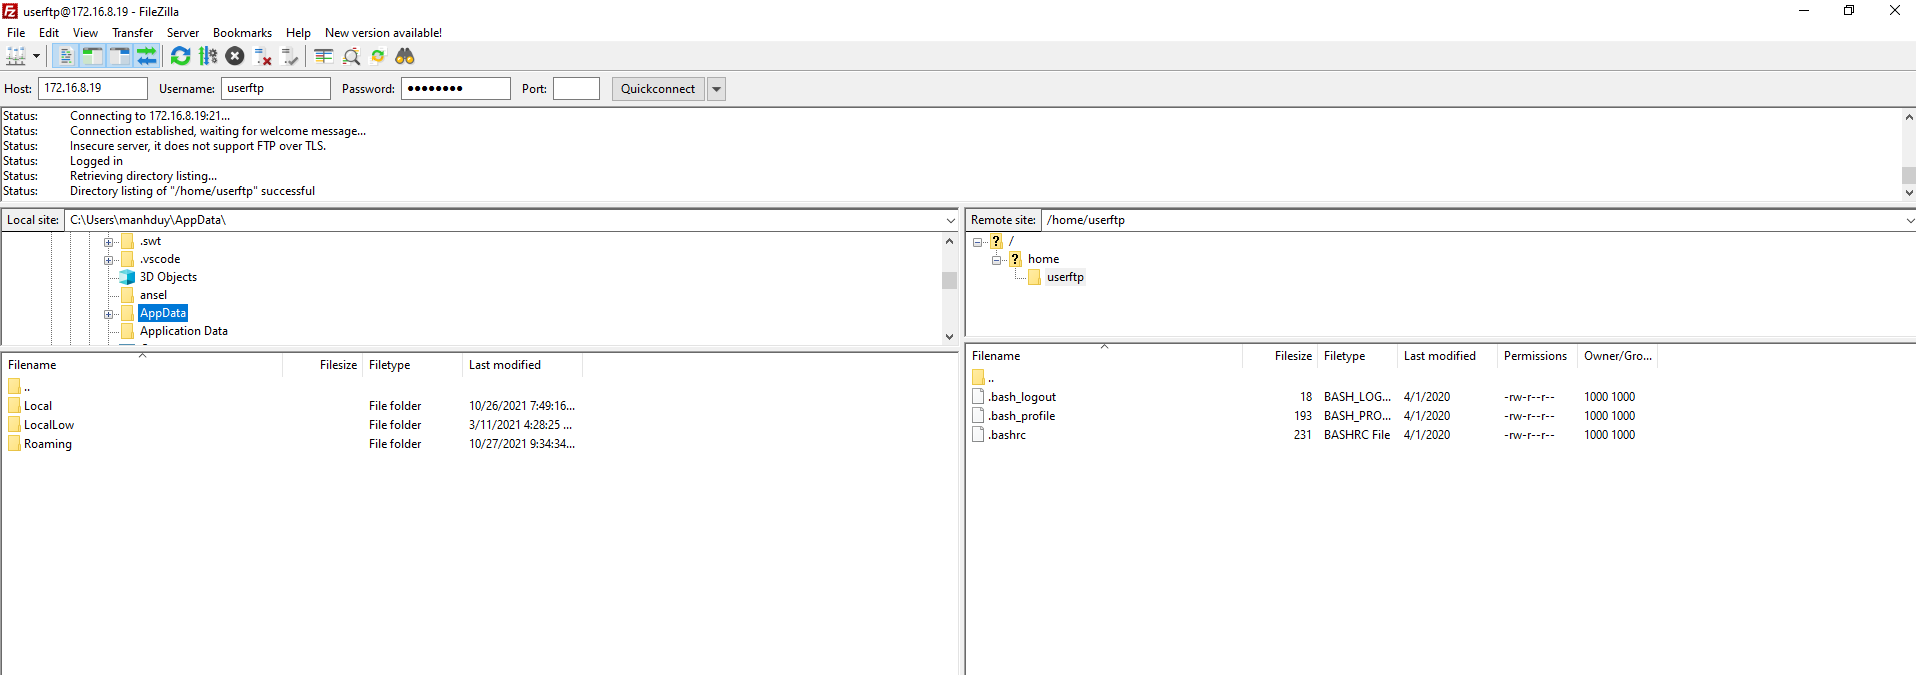 userftp@172.16.8.19 - FileZilla
File Edit View Transfer Server Bookmarks Help New version available!
Host: 172.16.8.19 Username: userftp Password: ●●●●●●●● Port: Quickconnect
Status: Connecting to 172.16.8.19:21...
Status: Connection established, waiting for welcome message...
Status: Insecure server, it does not support FTP over TLS.
Status: Logged in
Status: Retrieving directory listing...
Status: Directory listing of "/home/userftp" successful
Local site: C:\Users\manhduy\AppData\
.swt
.vscode
3D Objects
ansel
AppData
Application Data
Filename Filesize Filetype Last modified
..
Local File folder 10/26/2021 7:49:16...
LocalLow File folder 3/11/2021 4:28:25 ...
Roaming File folder 10/27/2021 9:34:34...
Remote site: /home/userftp
/
home
userftp
Filename Filesize Filetype Last modified Permissions Owner/Gro...
..
.bash_logout 18 BASH_LOG... 4/1/2020 -rw-r--r-- 1000 1000
.bash_profile 193 BASH_PRO... 4/1/2020 -rw-r--r-- 1000 1000
.bashrc 231 BASHRC File 4/1/2020 -rw-r--r-- 1000 1000